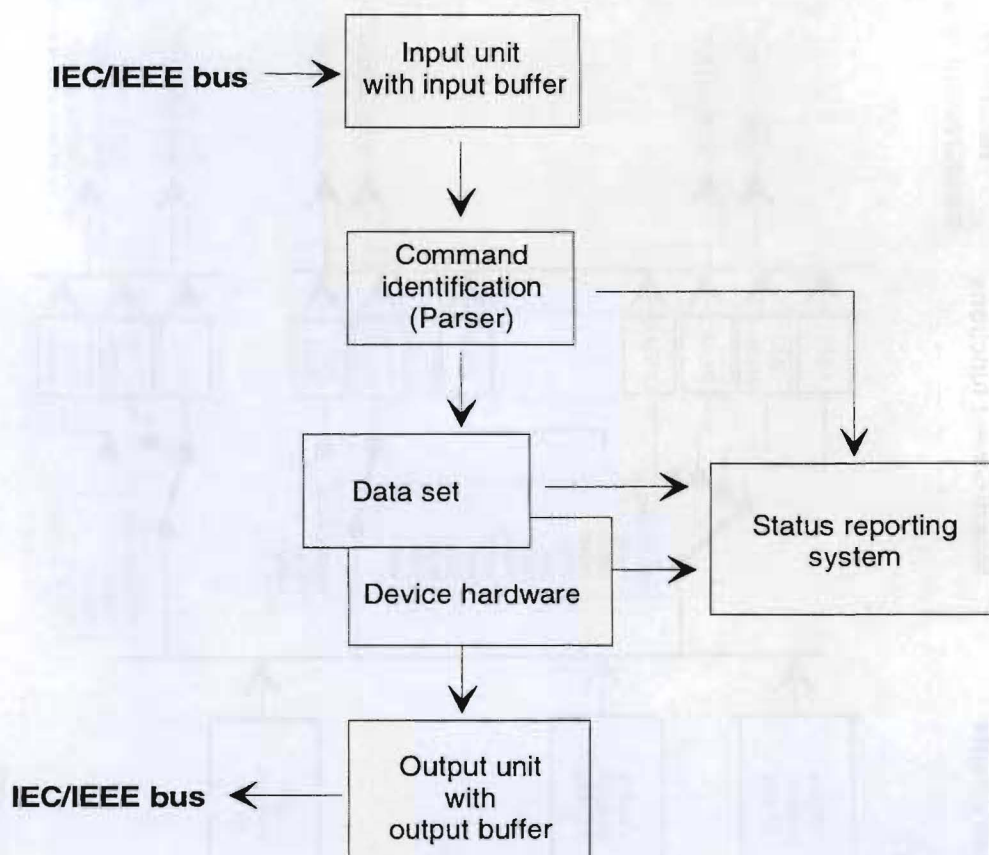 Input unit
with input buffer
IEC/IEEE bus
Command
identification
(Parser)
Data set
Status reporting
system
Device hardware
Output unit
with
output buffer
IEC/IEEE bus